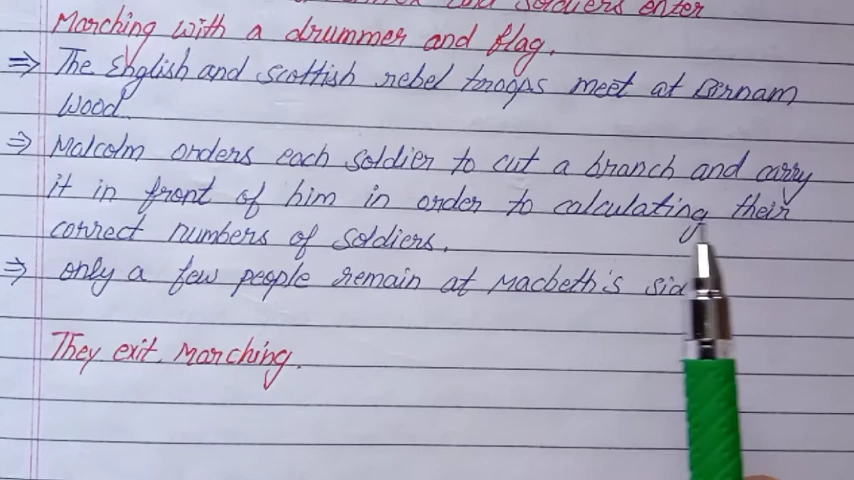 soldiers enter
Marching with a drummer and flag.
⇒ The English and Scottish rebel troops meet at Birnam
Wood.
⇒ Malcolm orders each soldier to cut a branch and carry
it in front of him in order to calculating their
correct numbers of soldiers.
⇒ only a few people remain at Macbeth's
They exit, Marching.